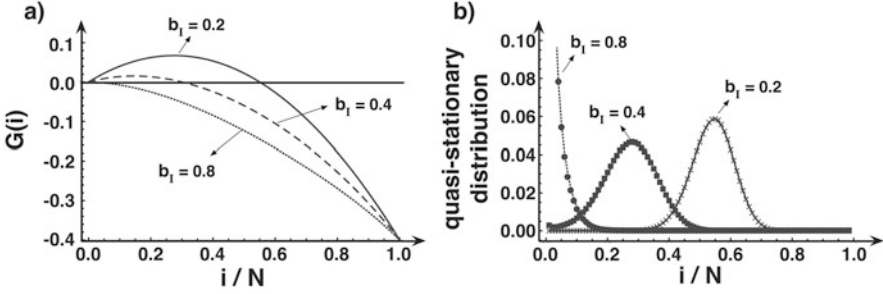 a)
G(i)
0.1
0.0
-0.1
-0.2
-0.3
-0.4
b_I = 0.2
b_I = 0.4
b_I = 0.8
0.0 0.2 0.4 0.6 0.8 1.0
i / N
b)
quasi-stationary
distribution
0.10
0.08
0.06
0.04
0.02
0.00
b_I = 0.8
b_I = 0.4
b_I = 0.2
0.0 0.2 0.4 0.6 0.8 1.0
i / N